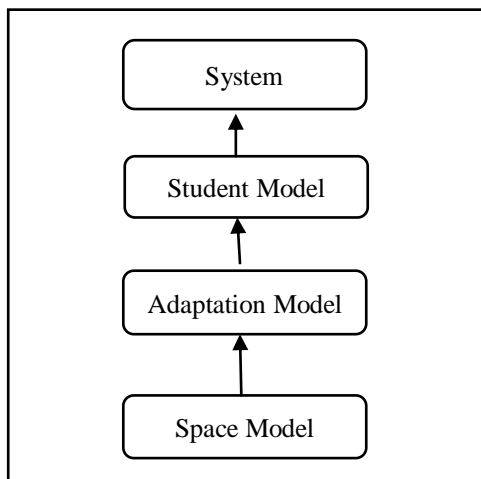 System
Student Model
Adaptation Model
Space Model